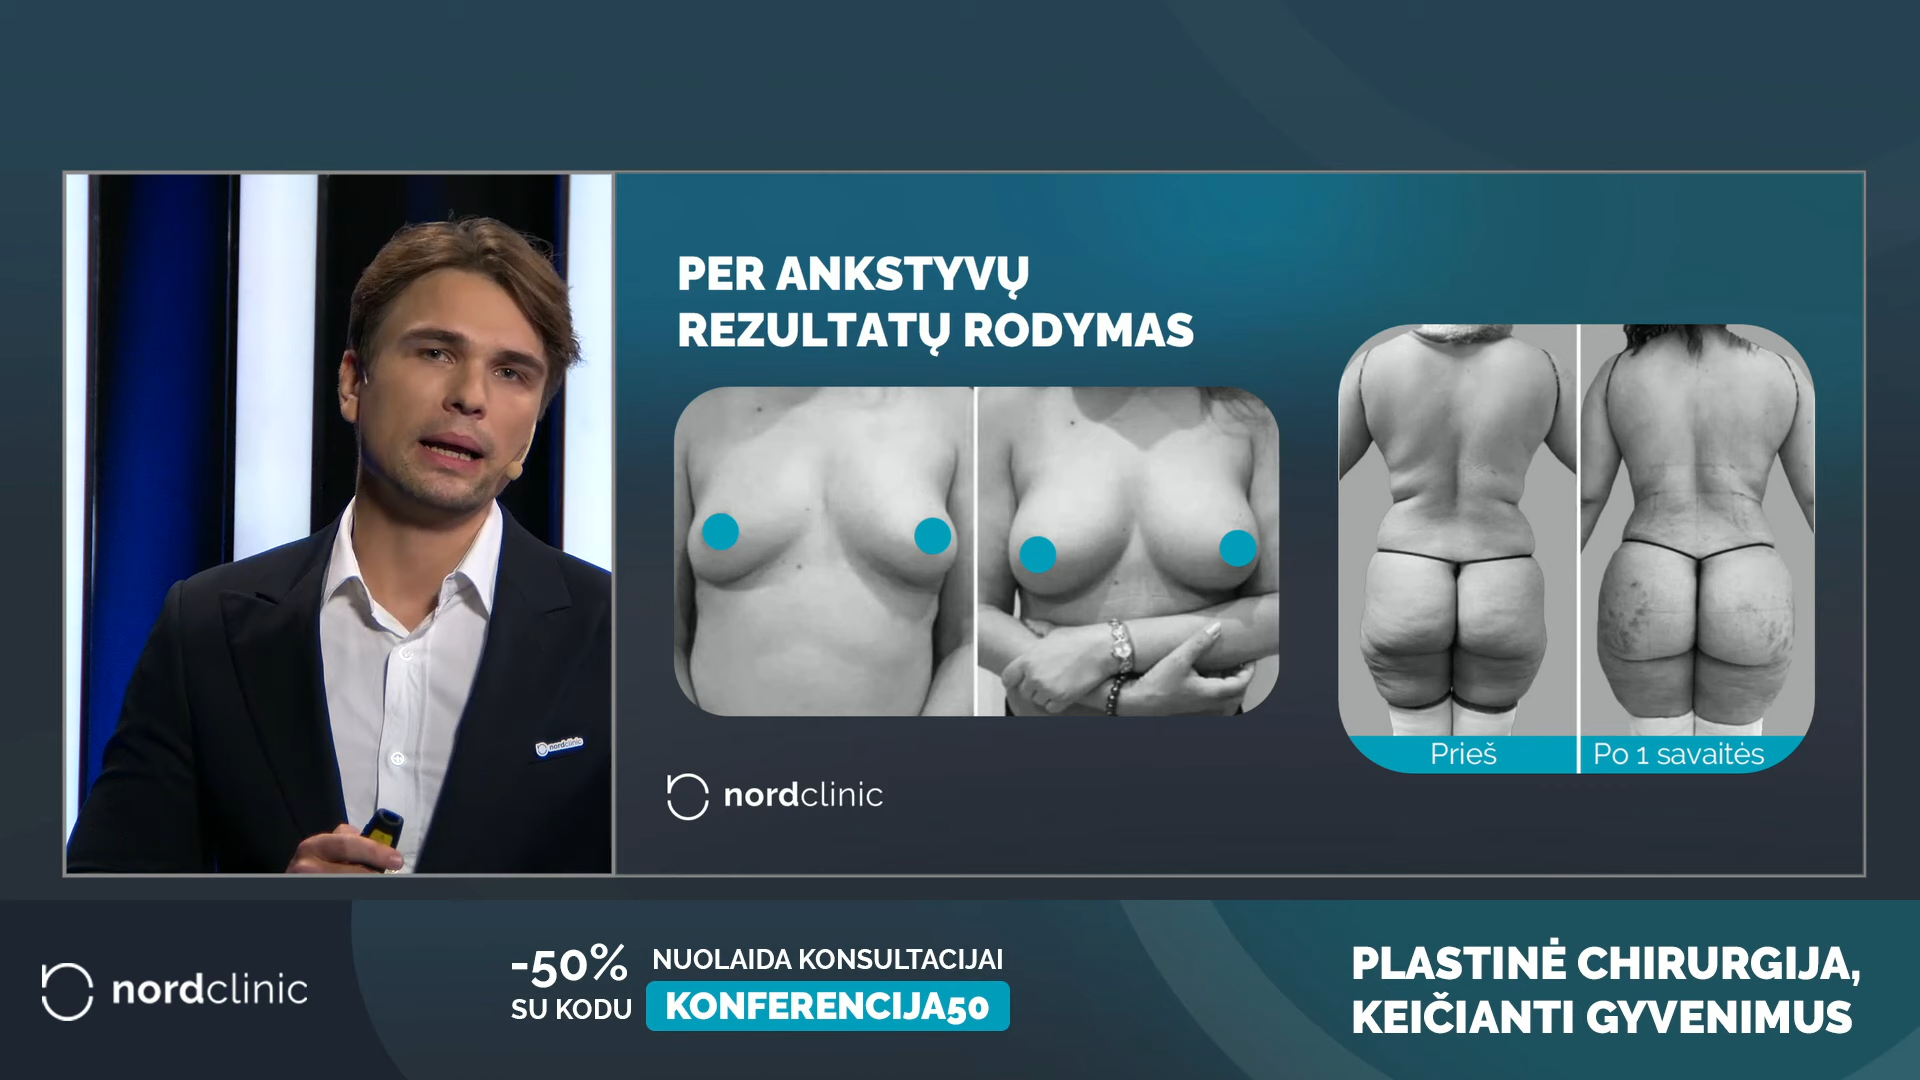 PER ANKSTYVŲ
REZULTATŲ RODYMAS
Prieš
Po 1 savaitės
nordclinic
nordclinic
nordclinic
-50%
SU KODU
NUOLAIDA KONSULTACIJAI
KONFERENCIJA50
PLASTINĖ CHIRURGIJA,
KEIČIANTI GYVENIMUS